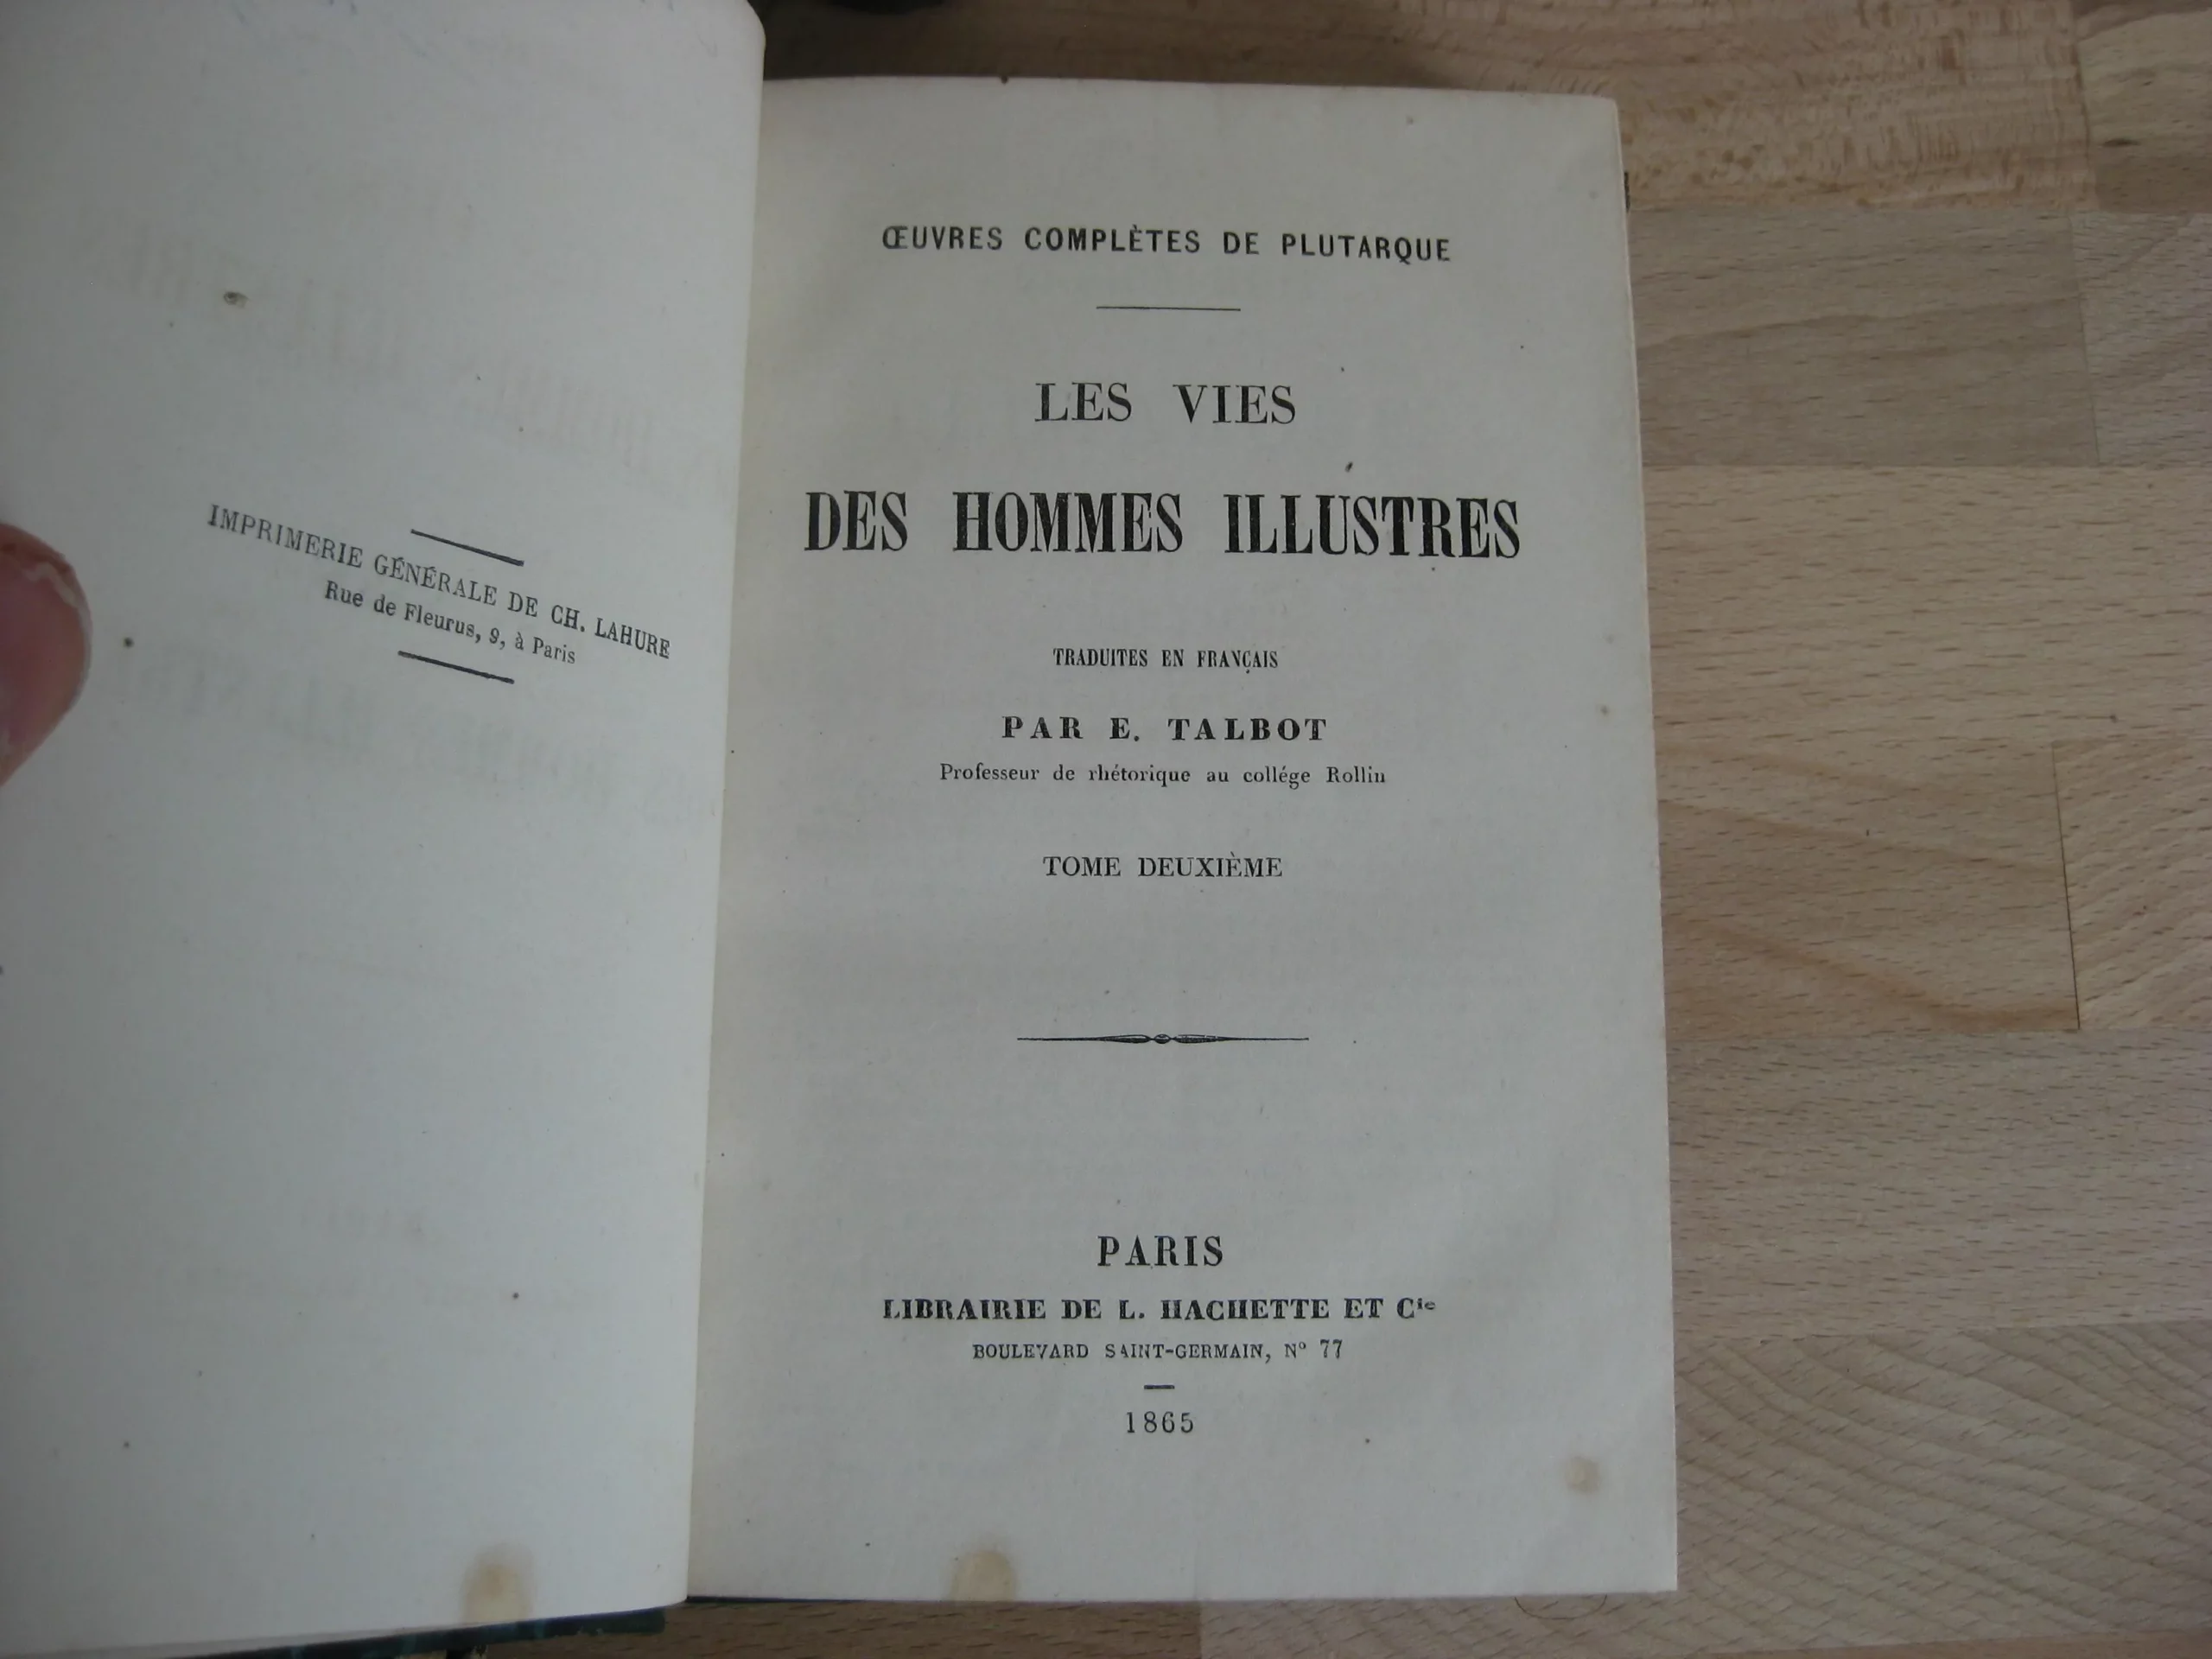 IMPRIMERIE GÉNÉRALE DE CH. LAHURE
Rue de Fleurus, 9, à Paris
ŒUVRES COMPLÈTES DE PLUTARQUE
LES VIES
DES HOMMES ILLUSTRES
TRADUITES EN FRANÇAIS
PAR E. TALBOT
Professeur de rhétorique au collége Rollin
TOME DEUXIÈME
PARIS
LIBRAIRIE DE L. HACHETTE ET Cie
BOULEVARD SAINT-GERMAIN, Nº 77
1865